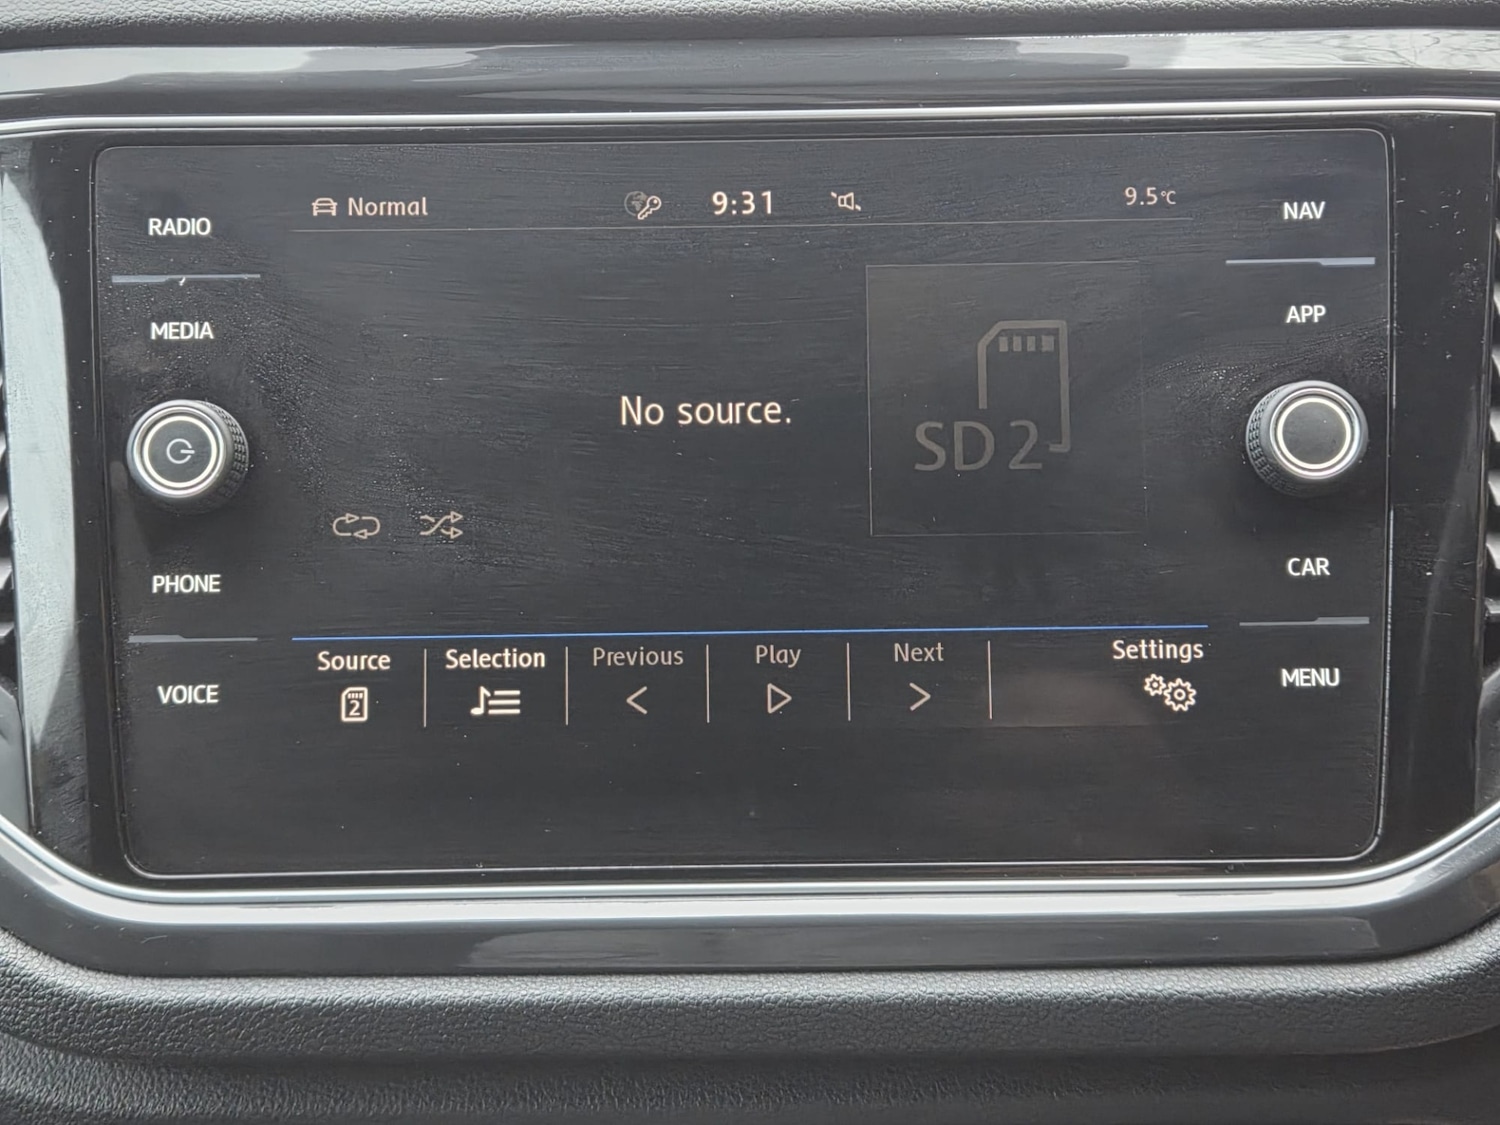 RADIO
MEDIA
PHONE
VOICE
Normal
9:31
9.5°C
No source.
SD 2
Source
2
Selection
Previous
Play
Next
Settings
NAV
APP
CAR
MENU